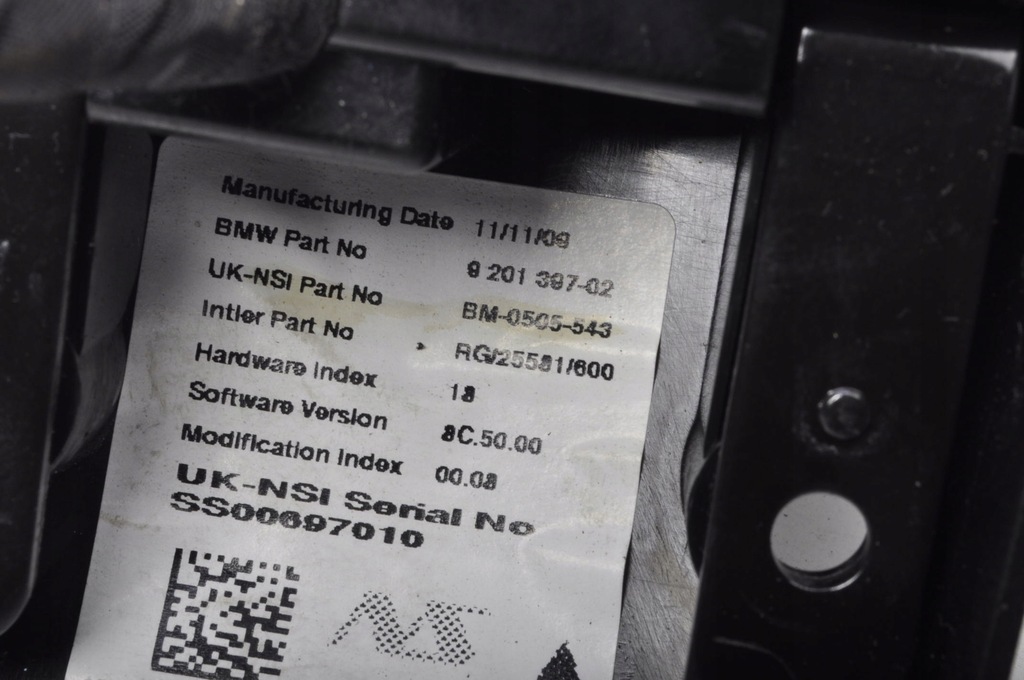 Manufacturing Date 11/11/09
BMW Part No 9 201 397-02
UK-NSI Part No BM-0505-543
Intier Part No RG/25581/600
Hardware Index 18
Software Version 8C.50.00
Modification Index 00.08
UK-NSI Serial No
SS00697010
NS